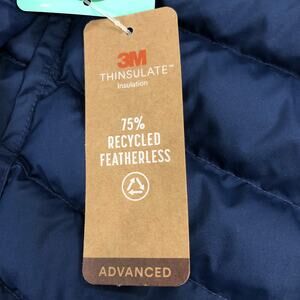 3M
THINSULATE™
Insulation
75%
RECYCLED
FEATHERLESS
ADVANCED